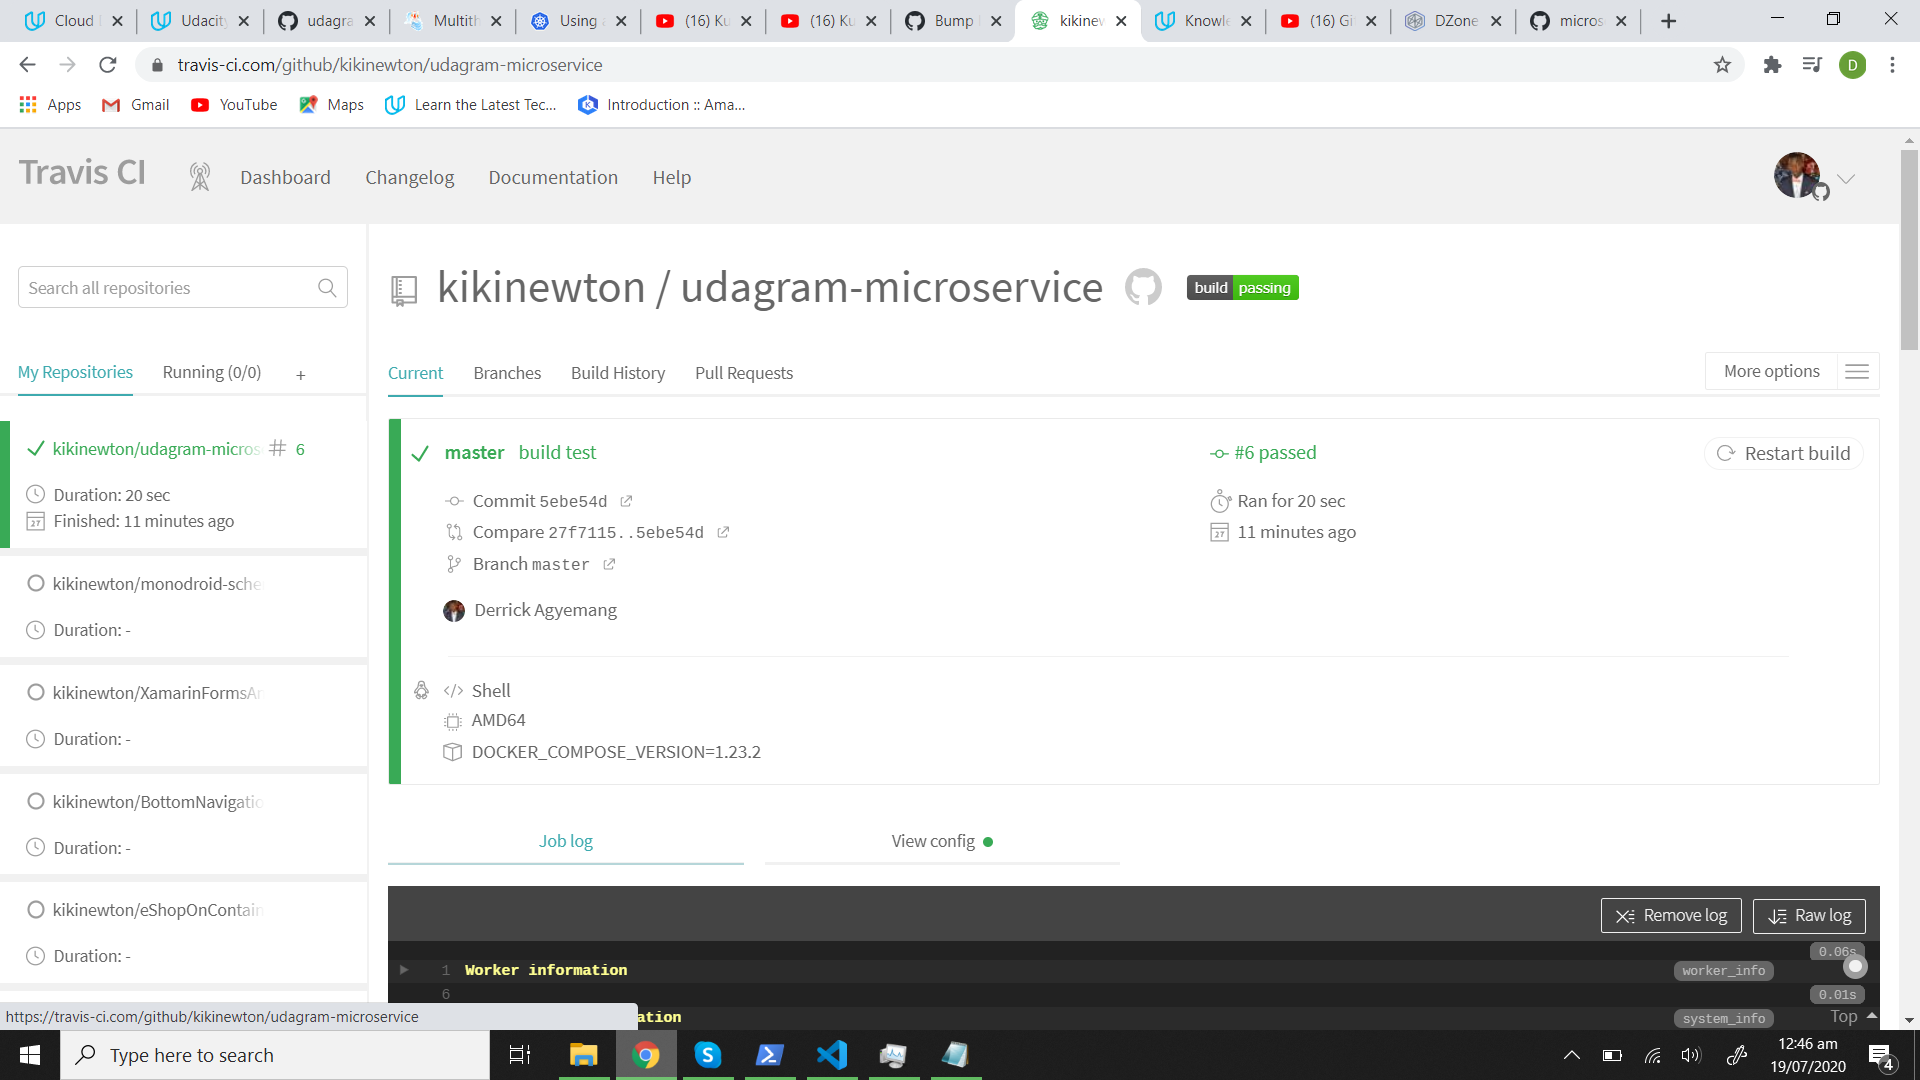 Cloud
Udacity
udagra
Multith
Using a
(16) Ku
(16) Ku
Bump
kikinew
Knowle
(16) Gi
DZone
micros
travis-ci.com/github/kikinewton/udagram-microservice
D
Apps
Gmail
YouTube
Maps
Learn the Latest Tec...
Introduction :: Ama...
Travis CI
Dashboard
Changelog
Documentation
Help
Search all repositories
kikinewton / udagram-microservice
build passing
My Repositories
Running (0/0)
+
Current
Branches
Build History
Pull Requests
More options
kikinewton/udagram-micros # 6
Duration: 20 sec
Finished: 11 minutes ago
kikinewton/monodroid-sche
Duration: -
kikinewton/XamarinFormsAn
Duration: -
kikinewton/BottomNavigatio
Duration: -
kikinewton/eShopOnContain
Duration: -
master build test
#6 passed
Restart build
Commit 5ebe54d
Ran for 20 sec
Compare 27f7115..5ebe54d
11 minutes ago
Branch master
Derrick Agyemang
Shell
AMD64
DOCKER_COMPOSE_VERSION=1.23.2
Job log
View config
Remove log
Raw log
0.06s
1 Worker information
worker_info
6
0.01s
ation
system_info
Top
https://travis-ci.com/github/kikinewton/udagram-microservice
Type here to search
12:46 am
19/07/2020
4